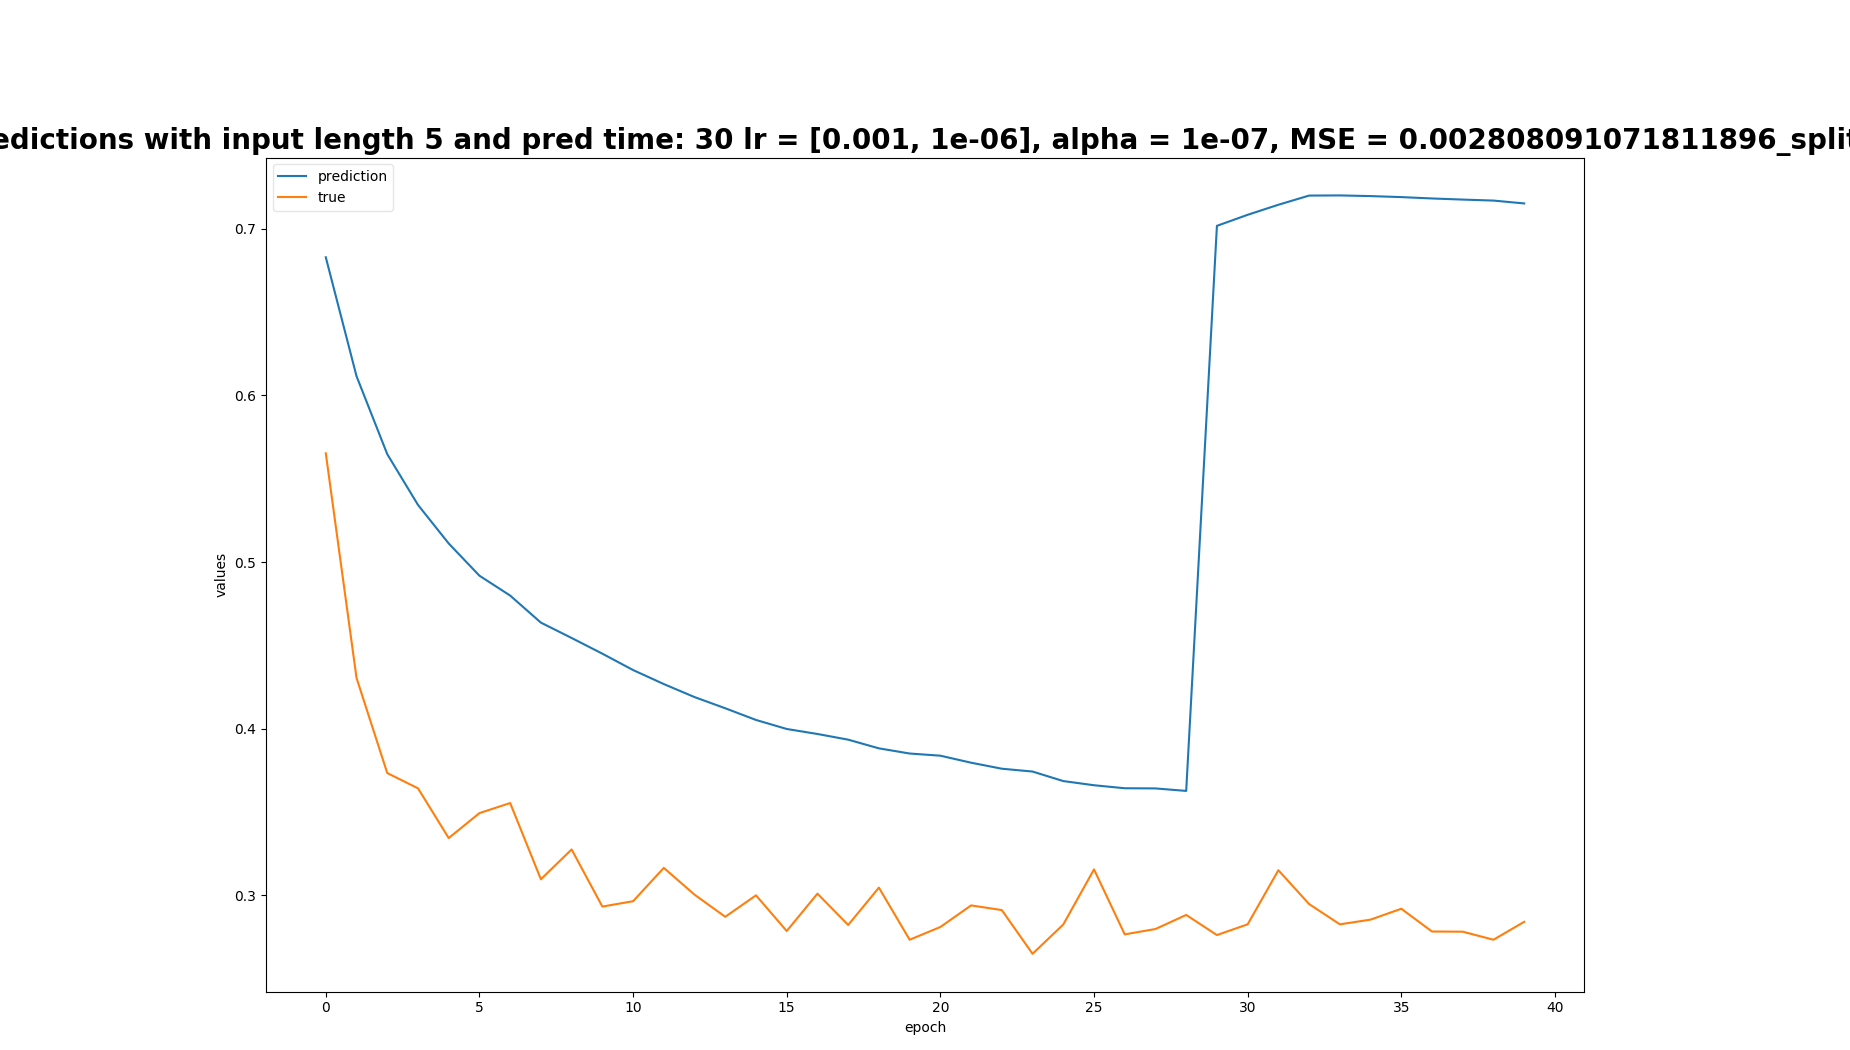 edictions with input length 5 and pred time: 30 lr = [0.001, 1e-06], alpha = 1e-07, MSE = 0.002808091071811896_split
prediction
true
0.7
0.6
0.5
0.4
0.3
values
0 5 10 15 20 25 30 35 40
epoch